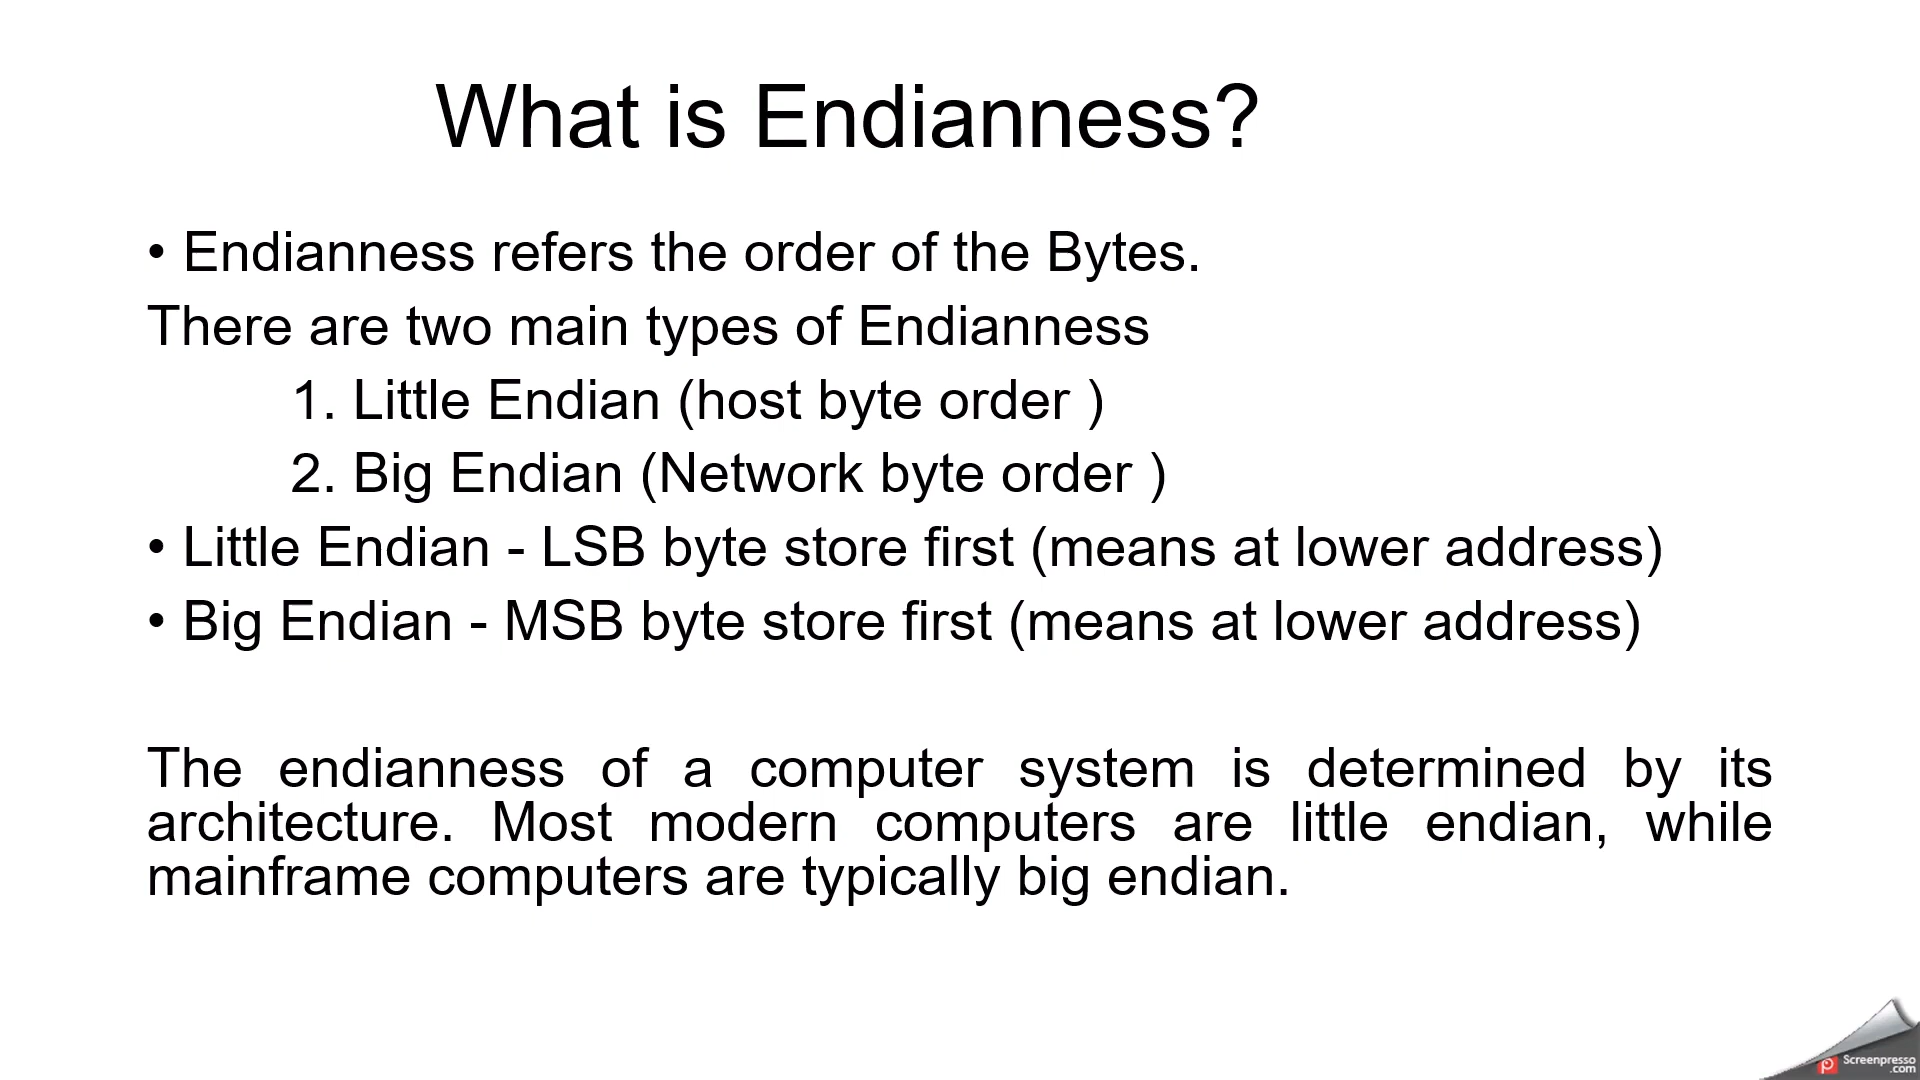 What is Endianness?
• Endianness refers the order of the Bytes.
There are two main types of Endianness
1. Little Endian (host byte order )
2. Big Endian (Network byte order )
• Little Endian - LSB byte store first (means at lower address)
• Big Endian - MSB byte store first (means at lower address)
The endianness of a computer system is determined by its
architecture. Most modern computers are little endian, while
mainframe computers are typically big endian.
Screenpresso
.com